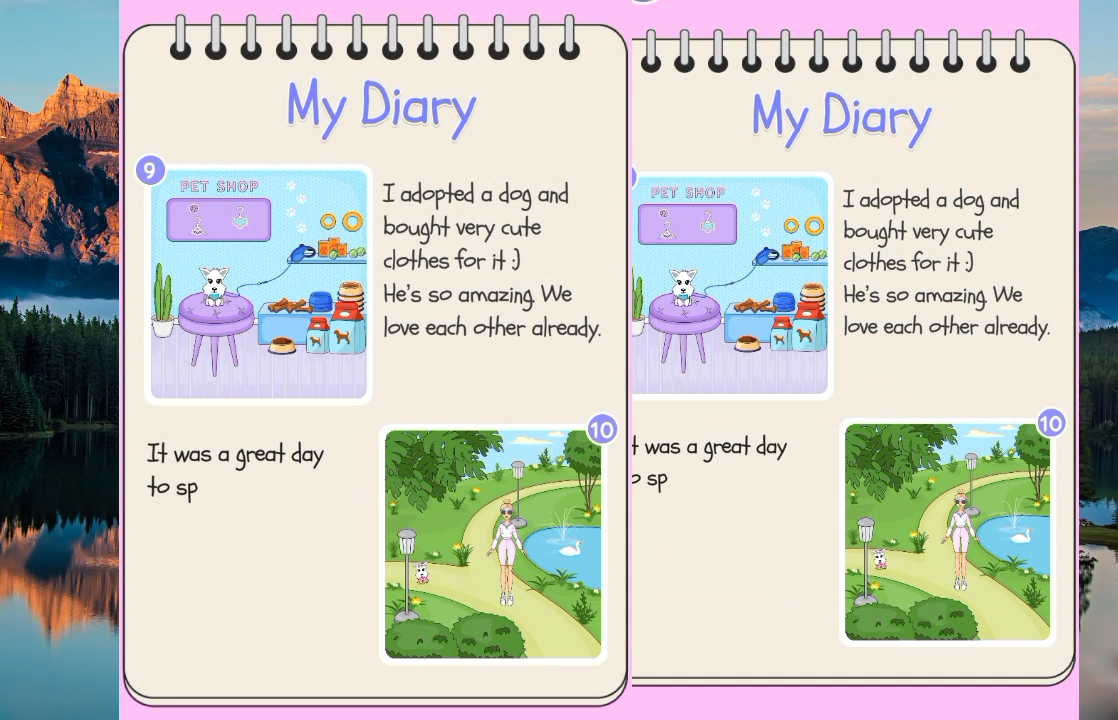 My Diary
9
PET SHOP
I adopted a dog and
bought very cute
clothes for it :)
He's so amazing. We
love each other already.
10
It was a great day
to sp
My Diary
PET SHOP
I adopted a dog and
bought very cute
clothes for it :)
He's so amazing. We
love each other already.
10
t was a great day
o sp